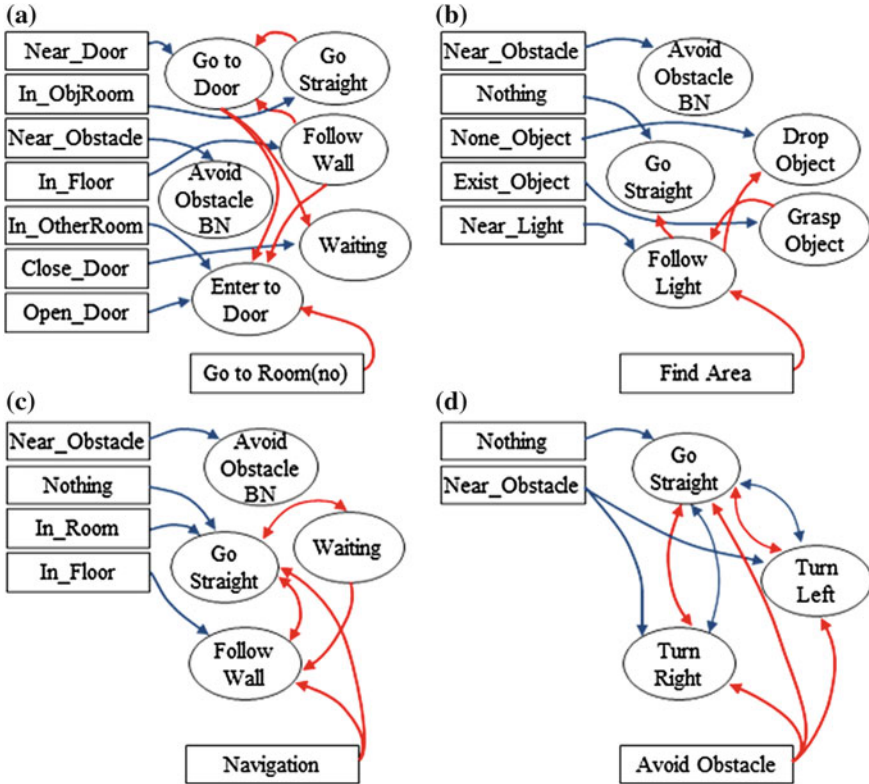 (a)
Near_Door
In_ObjRoom
Near_Obstacle
In_Floor
In_OtherRoom
Close_Door
Open_Door
Go to
Door
Go
Straight
Follow
Wall
Avoid
Obstacle
BN
Waiting
Enter to
Door
Go to Room(no)
(b)
Near_Obstacle
Nothing
None_Object
Exist_Object
Near_Light
Avoid
Obstacle
BN
Drop
Object
Go
Straight
Grasp
Object
Follow
Light
Find Area
(c)
Near_Obstacle
Nothing
In_Room
In_Floor
Avoid
Obstacle
BN
Go
Straight
Waiting
Follow
Wall
Navigation
(d)
Nothing
Near_Obstacle
Go
Straight
Turn
Left
Turn
Right
Avoid Obstacle